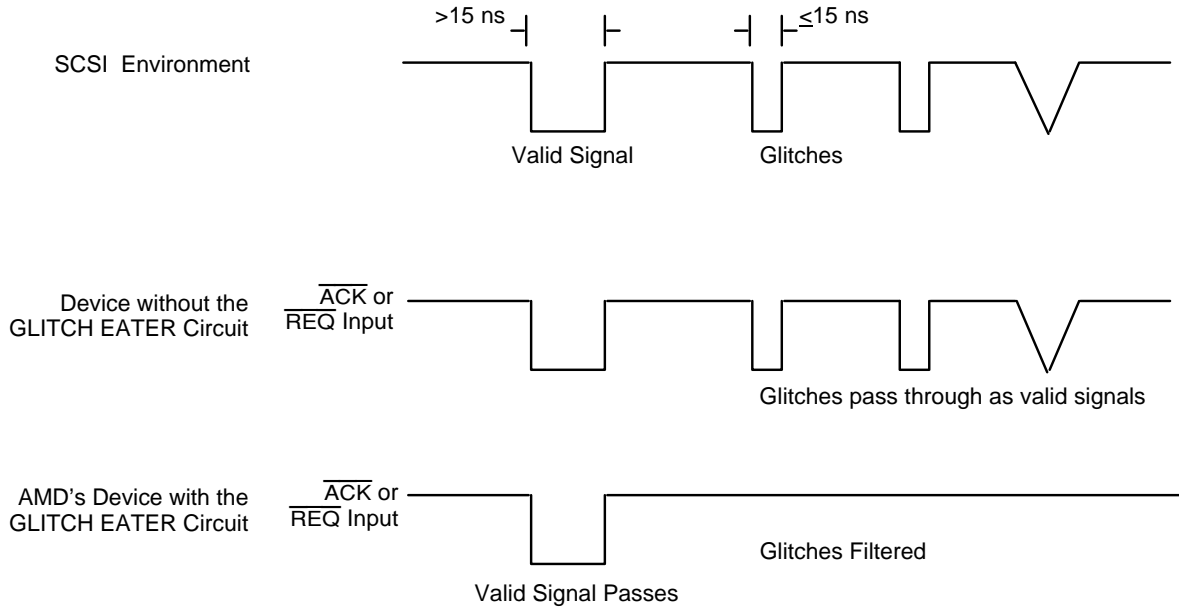 >15 ns
≤15 ns
SCSI Environment
Valid Signal
Glitches
Device without the
GLITCH EATER Circuit
ACK or
REQ Input
Glitches pass through as valid signals
AMD’s Device with the
GLITCH EATER Circuit
ACK or
REQ Input
Glitches Filtered
Valid Signal Passes